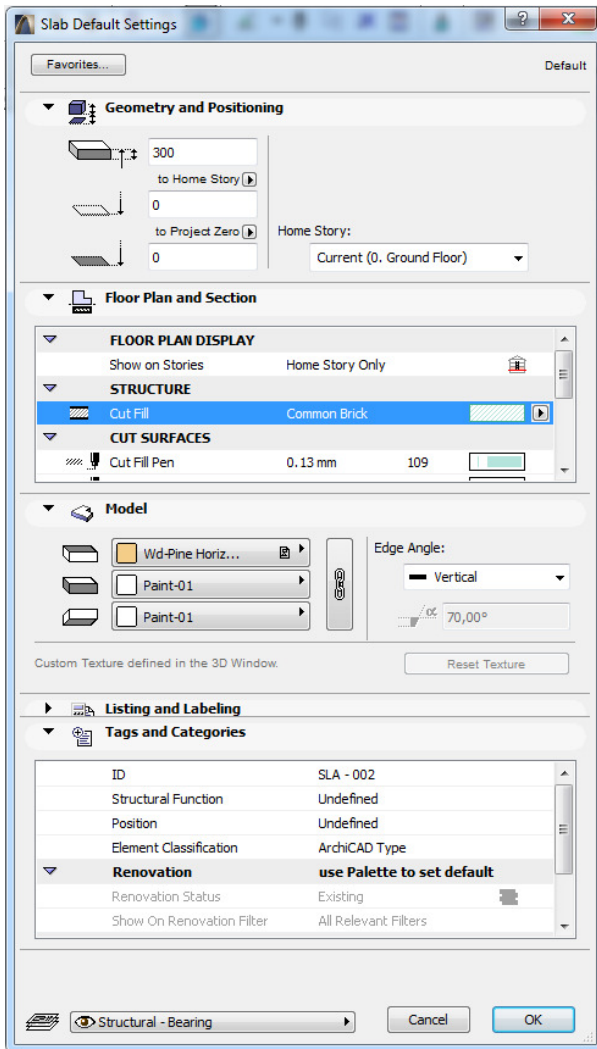 Slab Default Settings
?
Favorites...
Default
Geometry and Positioning
300
to Home Story
0
to Project Zero
Home Story:
0
Current (0. Ground Floor)
Floor Plan and Section
FLOOR PLAN DISPLAY
Show on Stories Home Story Only
STRUCTURE
Cut Fill Common Brick
CUT SURFACES
Cut Fill Pen 0.13 mm 109
Model
Wd-Pine Horiz...
Edge Angle:
Paint-01
Vertical
Paint-01
α 70,00°
Custom Texture defined in the 3D Window.
Reset Texture
Listing and Labeling
Tags and Categories
ID SLA - 002
Structural Function Undefined
Position Undefined
Element Classification ArchiCAD Type
Renovation use Palette to set default
Renovation Status Existing
Show On Renovation Filter All Relevant Filters
Structural - Bearing
Cancel
OK